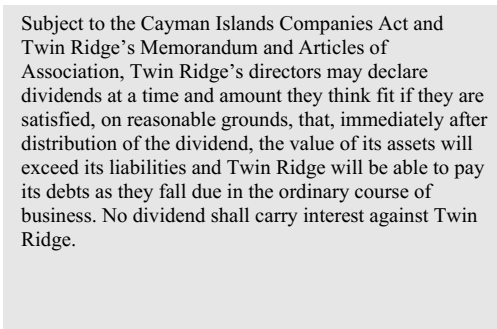 Subject to the Cayman Islands Companies Act and
Twin Ridge’s Memorandum and Articles of
Association, Twin Ridge’s directors may declare
dividends at a time and amount they think fit if they are
satisfied, on reasonable grounds, that, immediately after
distribution of the dividend, the value of its assets will
exceed its liabilities and Twin Ridge will be able to pay
its debts as they fall due in the ordinary course of
business. No dividend shall carry interest against Twin
Ridge.